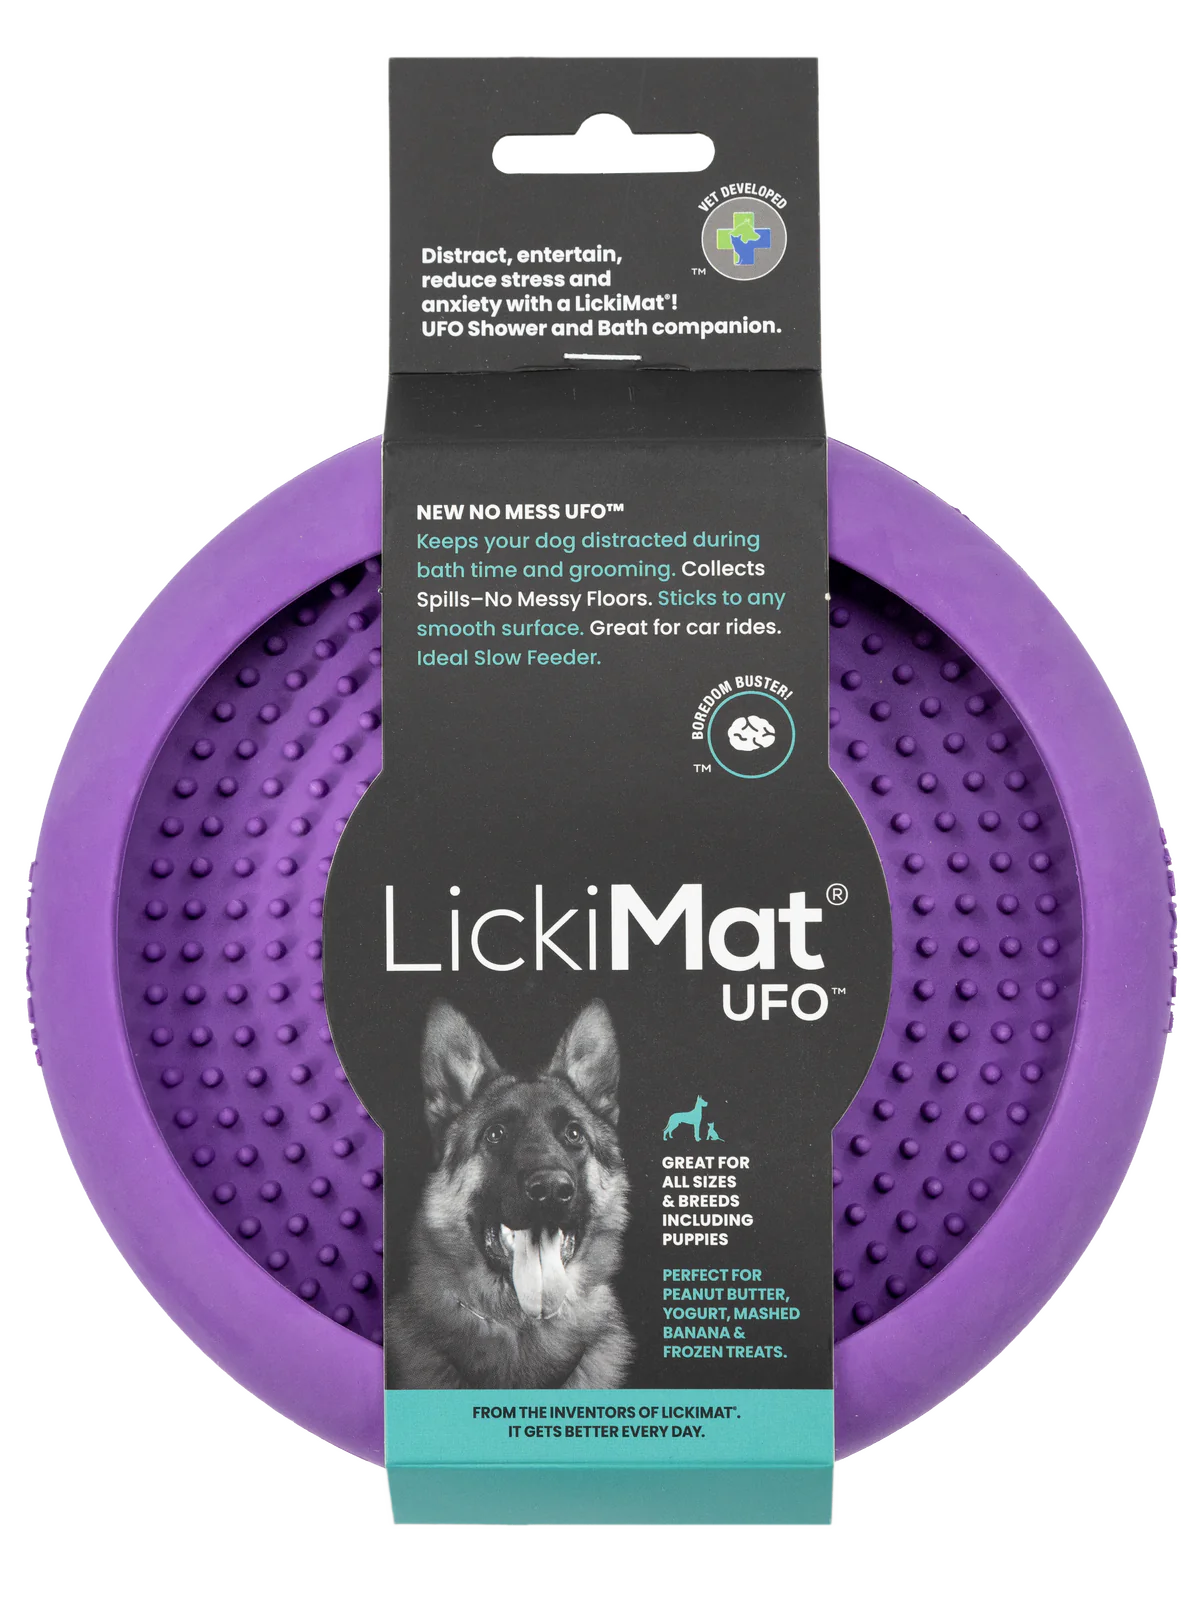 VET DEVELOPED
TM
Distract, entertain,
reduce stress and
anxiety with a LickiMat®!
UFO Shower and Bath companion.
NEW NO MESS UFO™
Keeps your dog distracted during
bath time and grooming. Collects
Spills–No Messy Floors. Sticks to any
smooth surface. Great for car rides.
Ideal Slow Feeder.
BOREDOM BUSTER!
TM
LickiMat®
UFO™
GREAT FOR
ALL SIZES
& BREEDS
INCLUDING
PUPPIES
PERFECT FOR
PEANUT BUTTER,
YOGURT, MASHED
BANANA &
FROZEN TREATS.
FROM THE INVENTORS OF LICKIMAT®.
IT GETS BETTER EVERY DAY.